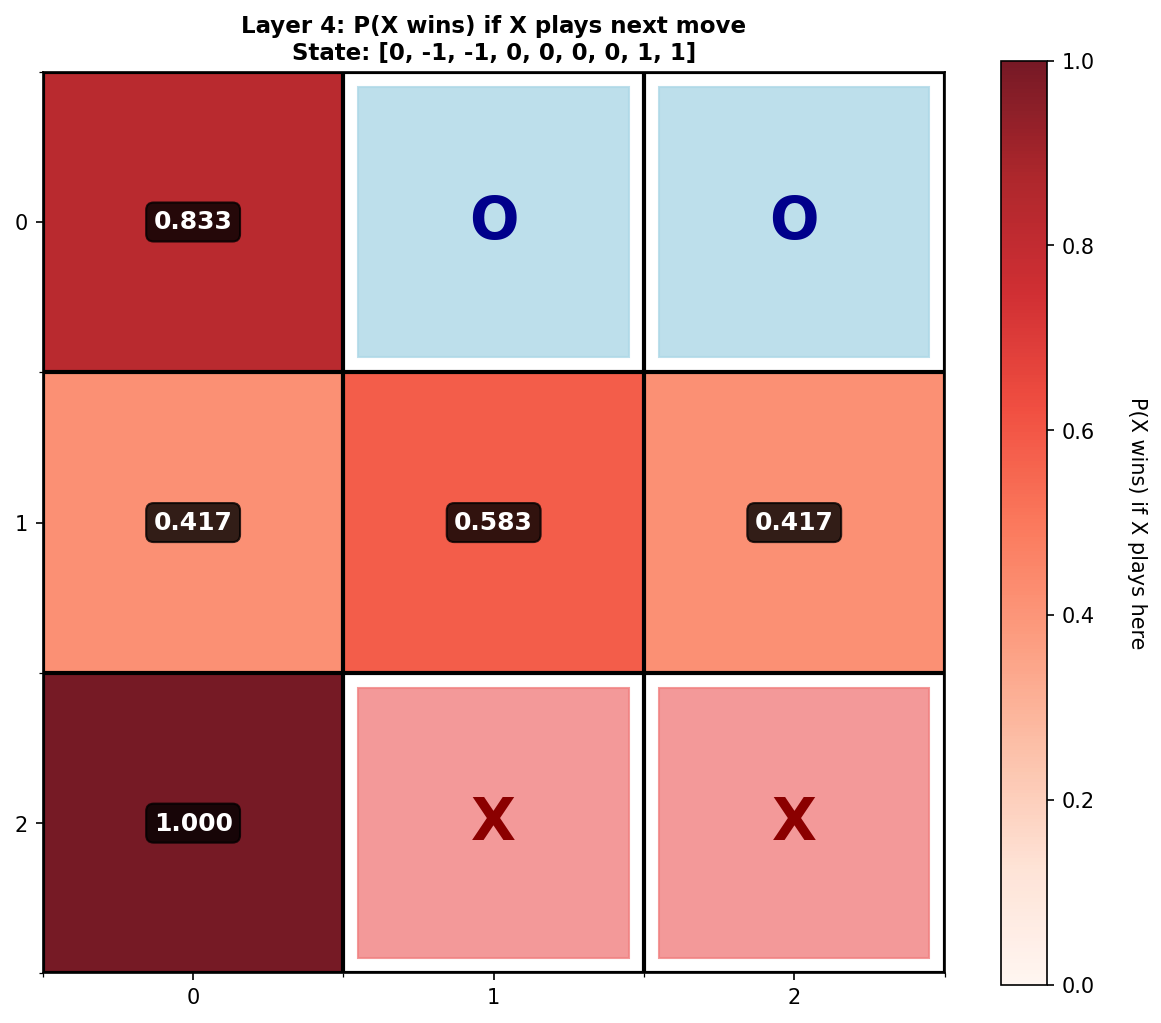 Layer 4: P(X wins) if X plays next move
State: [0, -1, -1, 0, 0, 0, 0, 1, 1]
1.0
0.8
0.6
0.4
0.2
0.0
P(X wins) if X plays here
0
0.833
O
O
1
0.417
0.583
0.417
2
1.000
X
X
0
1
2